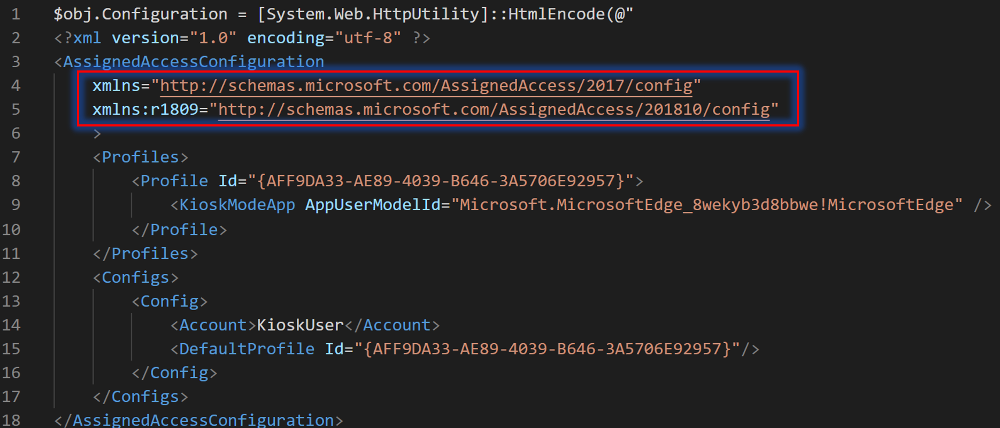 1 $obj.Configuration = [System.Web.HttpUtility]::HtmlEncode(@"
2 <?xml version="1.0" encoding="utf-8" ?>
3 <AssignedAccessConfiguration
4 xmlns="http://schemas.microsoft.com/AssignedAccess/2017/config"
5 xmlns:r1809="http://schemas.microsoft.com/AssignedAccess/201810/config"
6 >
7 <Profiles>
8 <Profile Id="{AFF9DA33-AE89-4039-B646-3A5706E92957}">
9 <KioskModeApp AppUserModelId="Microsoft.MicrosoftEdge_8wekyb3d8bbwe!MicrosoftEdge" />
10 </Profile>
11 </Profiles>
12 <Configs>
13 <Config>
14 <Account>KioskUser</Account>
15 <DefaultProfile Id="{AFF9DA33-AE89-4039-B646-3A5706E92957}"/>
16 </Config>
17 </Configs>
18 </AssignedAccessConfiguration>